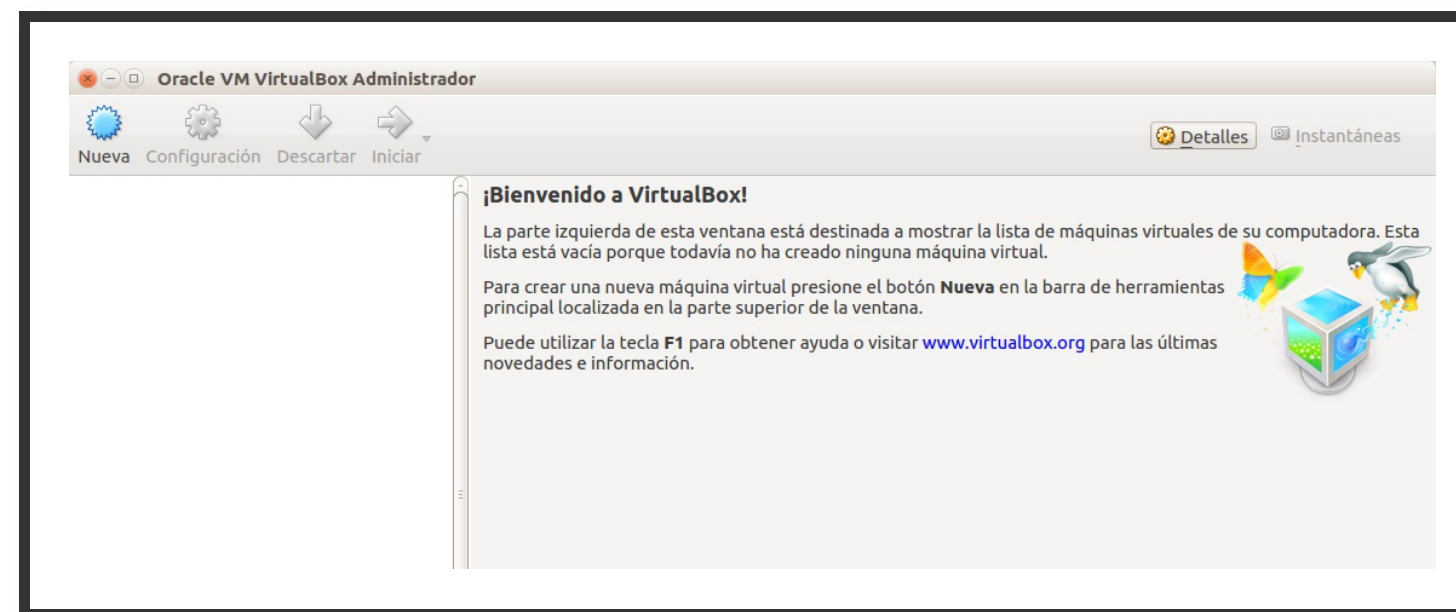 Oracle VM VirtualBox Administrador
Nueva Configuración Descartar Iniciar
Detalles Instantáneas
¡Bienvenido a VirtualBox!
La parte izquierda de esta ventana está destinada a mostrar la lista de máquinas virtuales de su computadora. Esta
lista está vacía porque todavía no ha creado ninguna máquina virtual.
Para crear una nueva máquina virtual presione el botón Nueva en la barra de herramientas
principal localizada en la parte superior de la ventana.
Puede utilizar la tecla F1 para obtener ayuda o visitar www.virtualbox.org para las últimas
novedades e información.